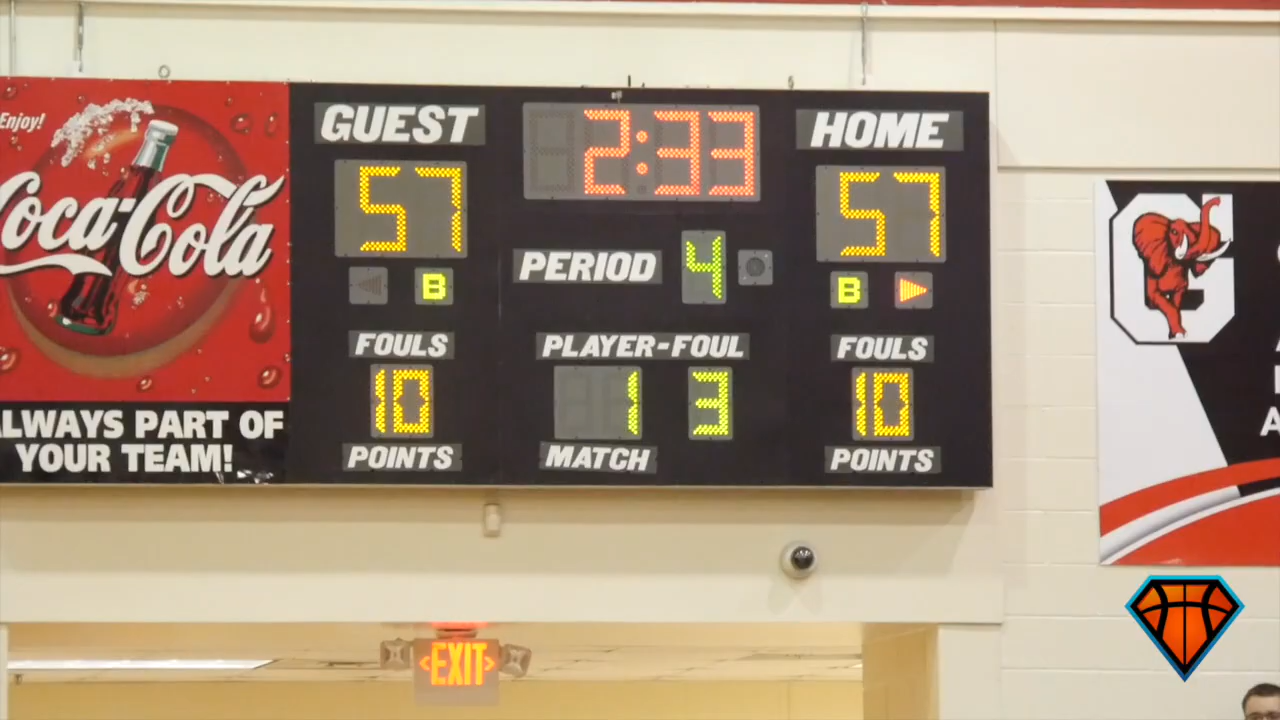 Enjoy!
Coca-Cola
ALWAYS PART OF
YOUR TEAM!
GUEST
2:33
HOME
57
57
PERIOD 4
B
B
FOULS
PLAYER-FOUL
FOULS
10
1 3
10
POINTS
MATCH
POINTS
G
A
A
EXIT